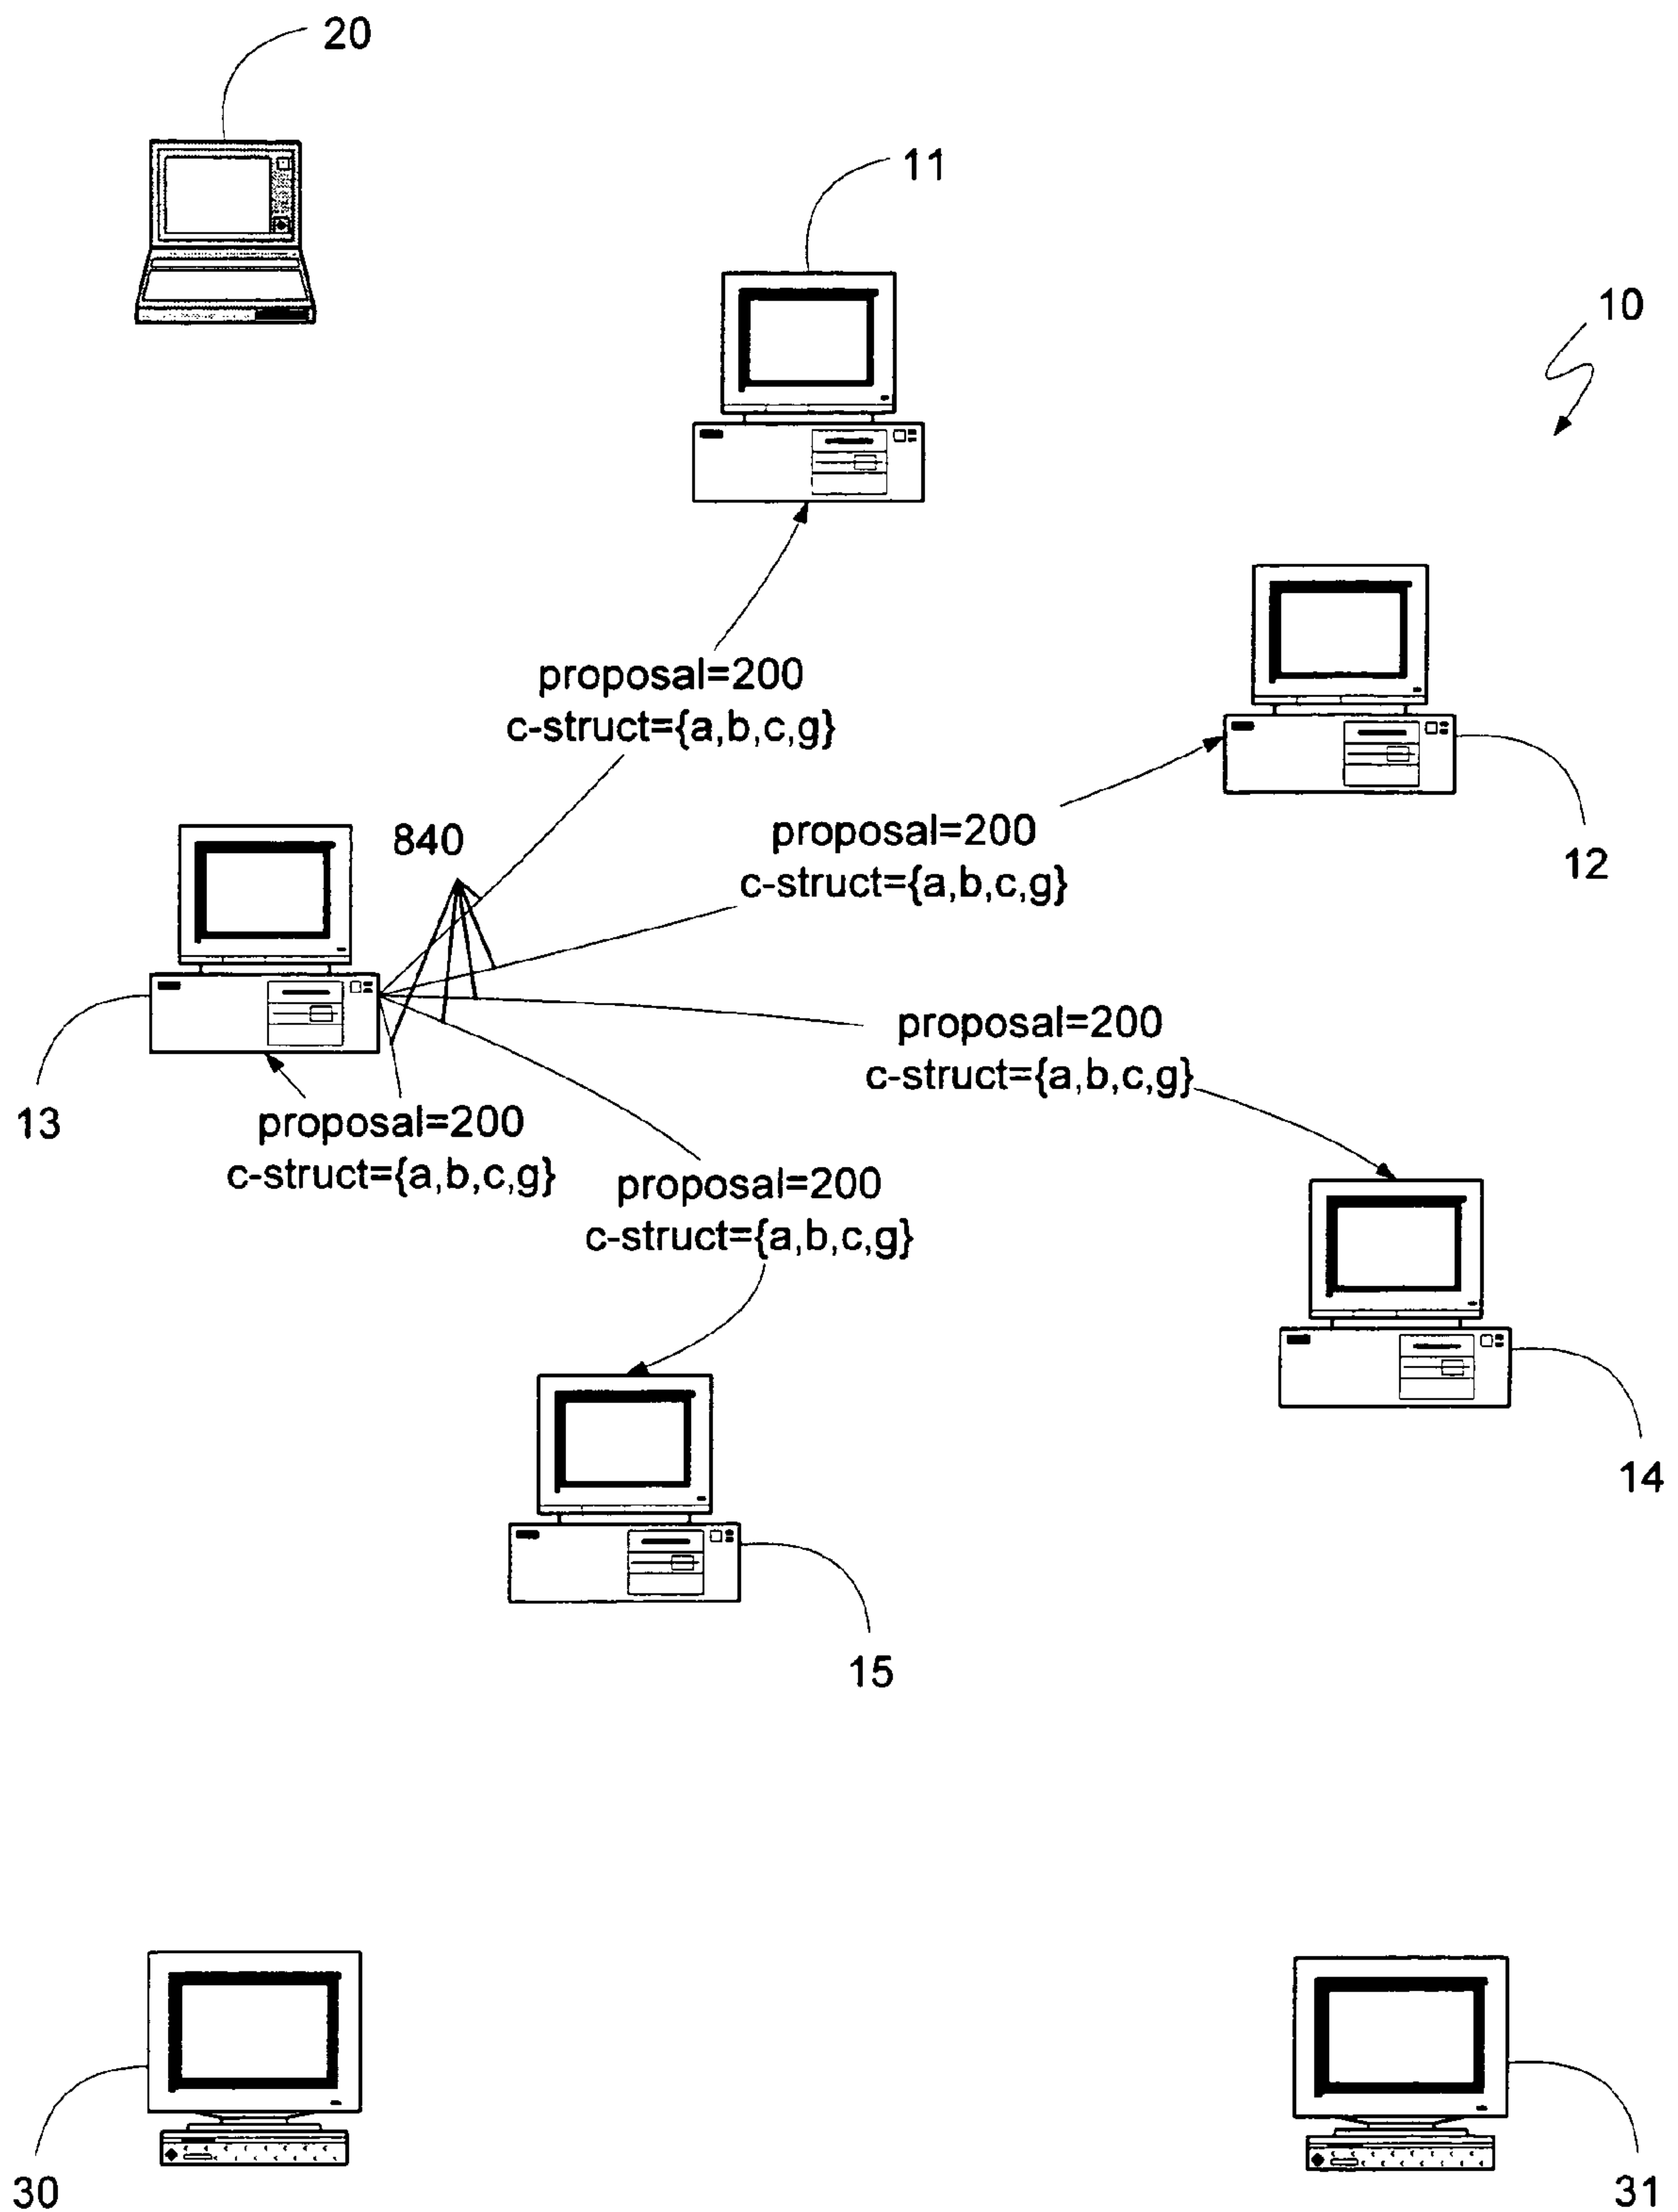 20
11
10
proposal=200
c-struct={a,b,c,g}
840
proposal=200
c-struct={a,b,c,g}
12
proposal=200
c-struct={a,b,c,g}
13
proposal=200
c-struct={a,b,c,g}
proposal=200
c-struct={a,b,c,g}
14
15
30
31